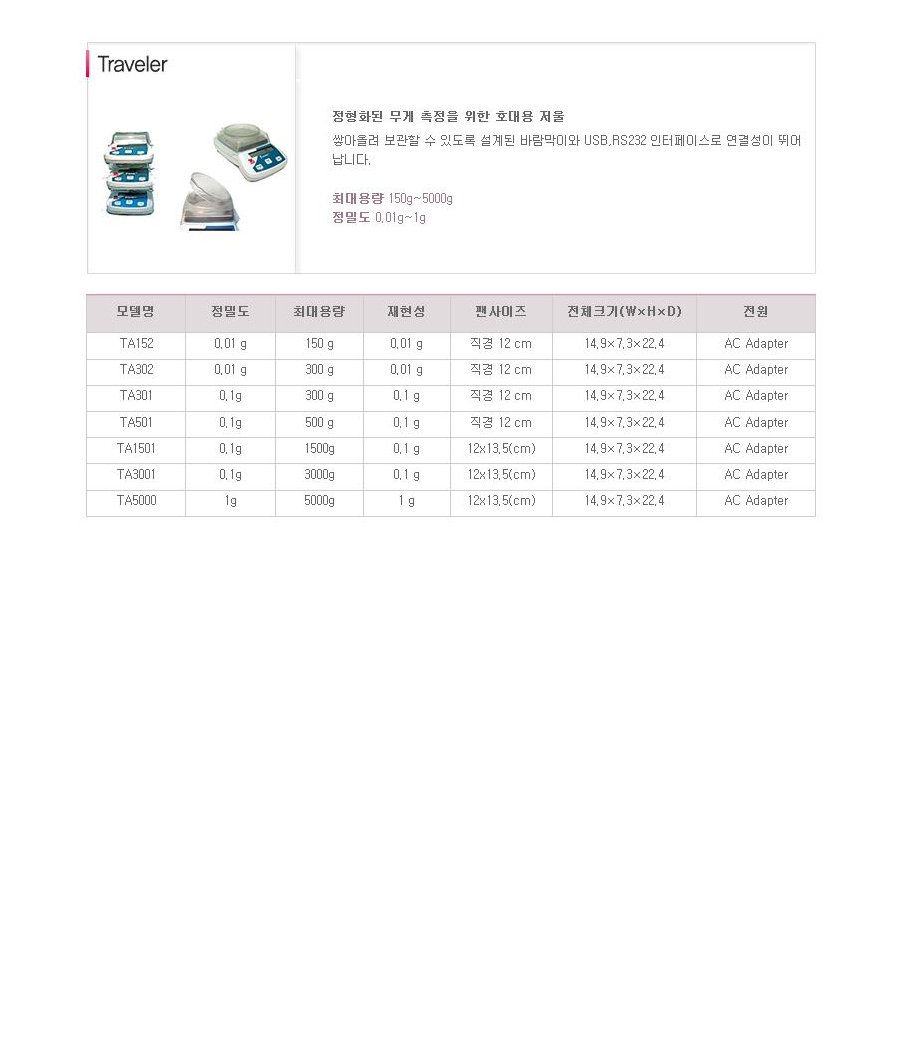 Traveler
정형화된 무게 측정을 위한 호대용 저울
쌓아올려 보관할 수 있도록 설계된 바람막이와 USB,RS232 인터페이스로 연결성이 뛰어
납니다.
최대용량 150g~5000g
정밀도 0.01g~1g
모델명 정밀도 최대용량 재현성 팬사이즈 전체크기(W×H×D) 전원
TA152 0.01 g 150 g 0.01 g 직경 12 cm 14.9×7.3×22.4 AC Adapter
TA302 0.01 g 300 g 0.01 g 직경 12 cm 14.9×7.3×22.4 AC Adapter
TA301 0.1g 300 g 0.1 g 직경 12 cm 14.9×7.3×22.4 AC Adapter
TA501 0.1g 500 g 0.1 g 직경 12 cm 14.9×7.3×22.4 AC Adapter
TA1501 0.1g 1500g 0.1 g 12x13.5(cm) 14.9×7.3×22.4 AC Adapter
TA3001 0.1g 3000g 0.1 g 12x13.5(cm) 14.9×7.3×22.4 AC Adapter
TA5000 1g 5000g 1 g 12x13.5(cm) 14.9×7.3×22.4 AC Adapter